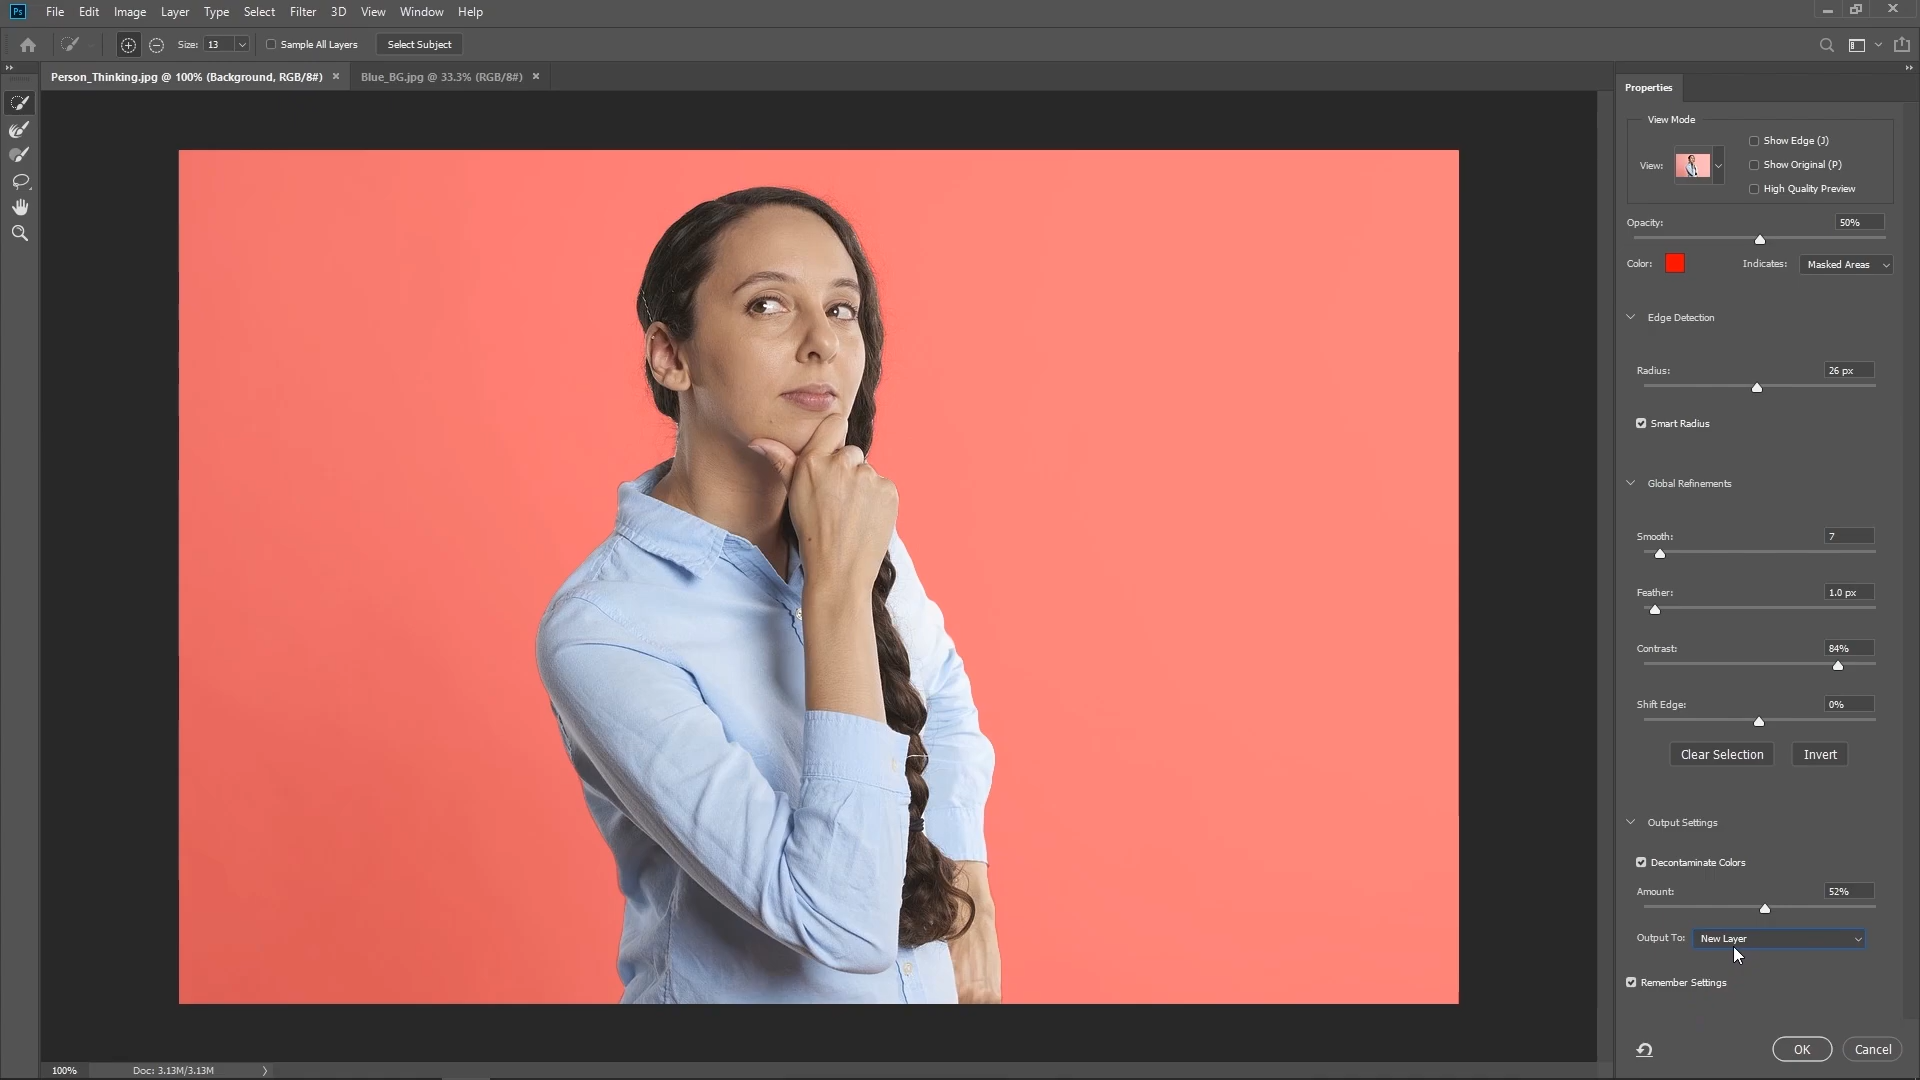 Ps File Edit Image Layer Type Select Filter 3D View Window Help
Size: 13 Sample All Layers Select Subject
Person_Thinking.jpg @ 100% (Background, RGB/8#) × Blue_BG.jpg @ 33.3% (RGB/8#) ×
Properties
View Mode
View:
Show Edge (J)
Show Original (P)
High Quality Preview
Opacity: 50%
Color: Indicates: Masked Areas
Edge Detection
Radius: 26 px
Smart Radius
Global Refinements
Smooth: 7
Feather: 1.0 px
Contrast: 84%
Shift Edge: 0%
Clear Selection Invert
Output Settings
Decontaminate Colors
Amount: 52%
Output To: New Layer
Remember Settings
OK Cancel
100% Doc: 3.13M/3.13M